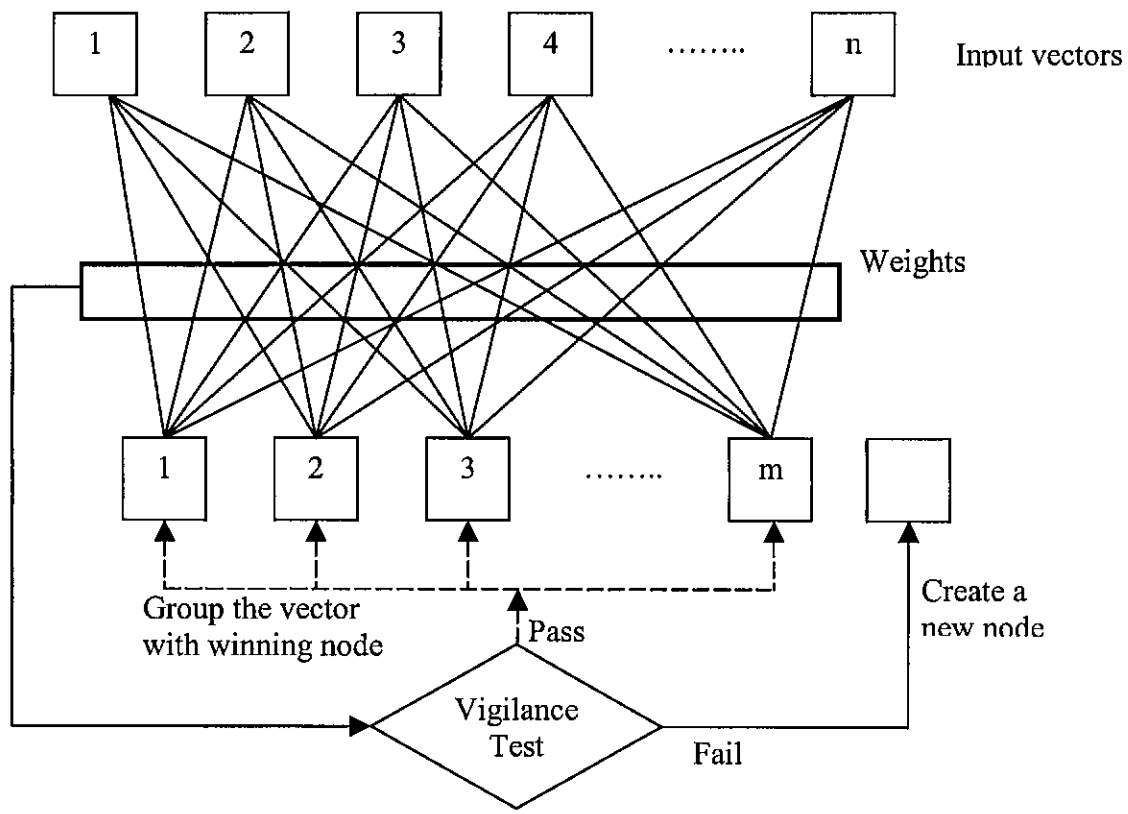 1
2
3
4
........
n
Input vectors
Weights
1
2
3
........
m
Group the vector
with winning node
Pass
Create a
new node
Vigilance
Test
Fail